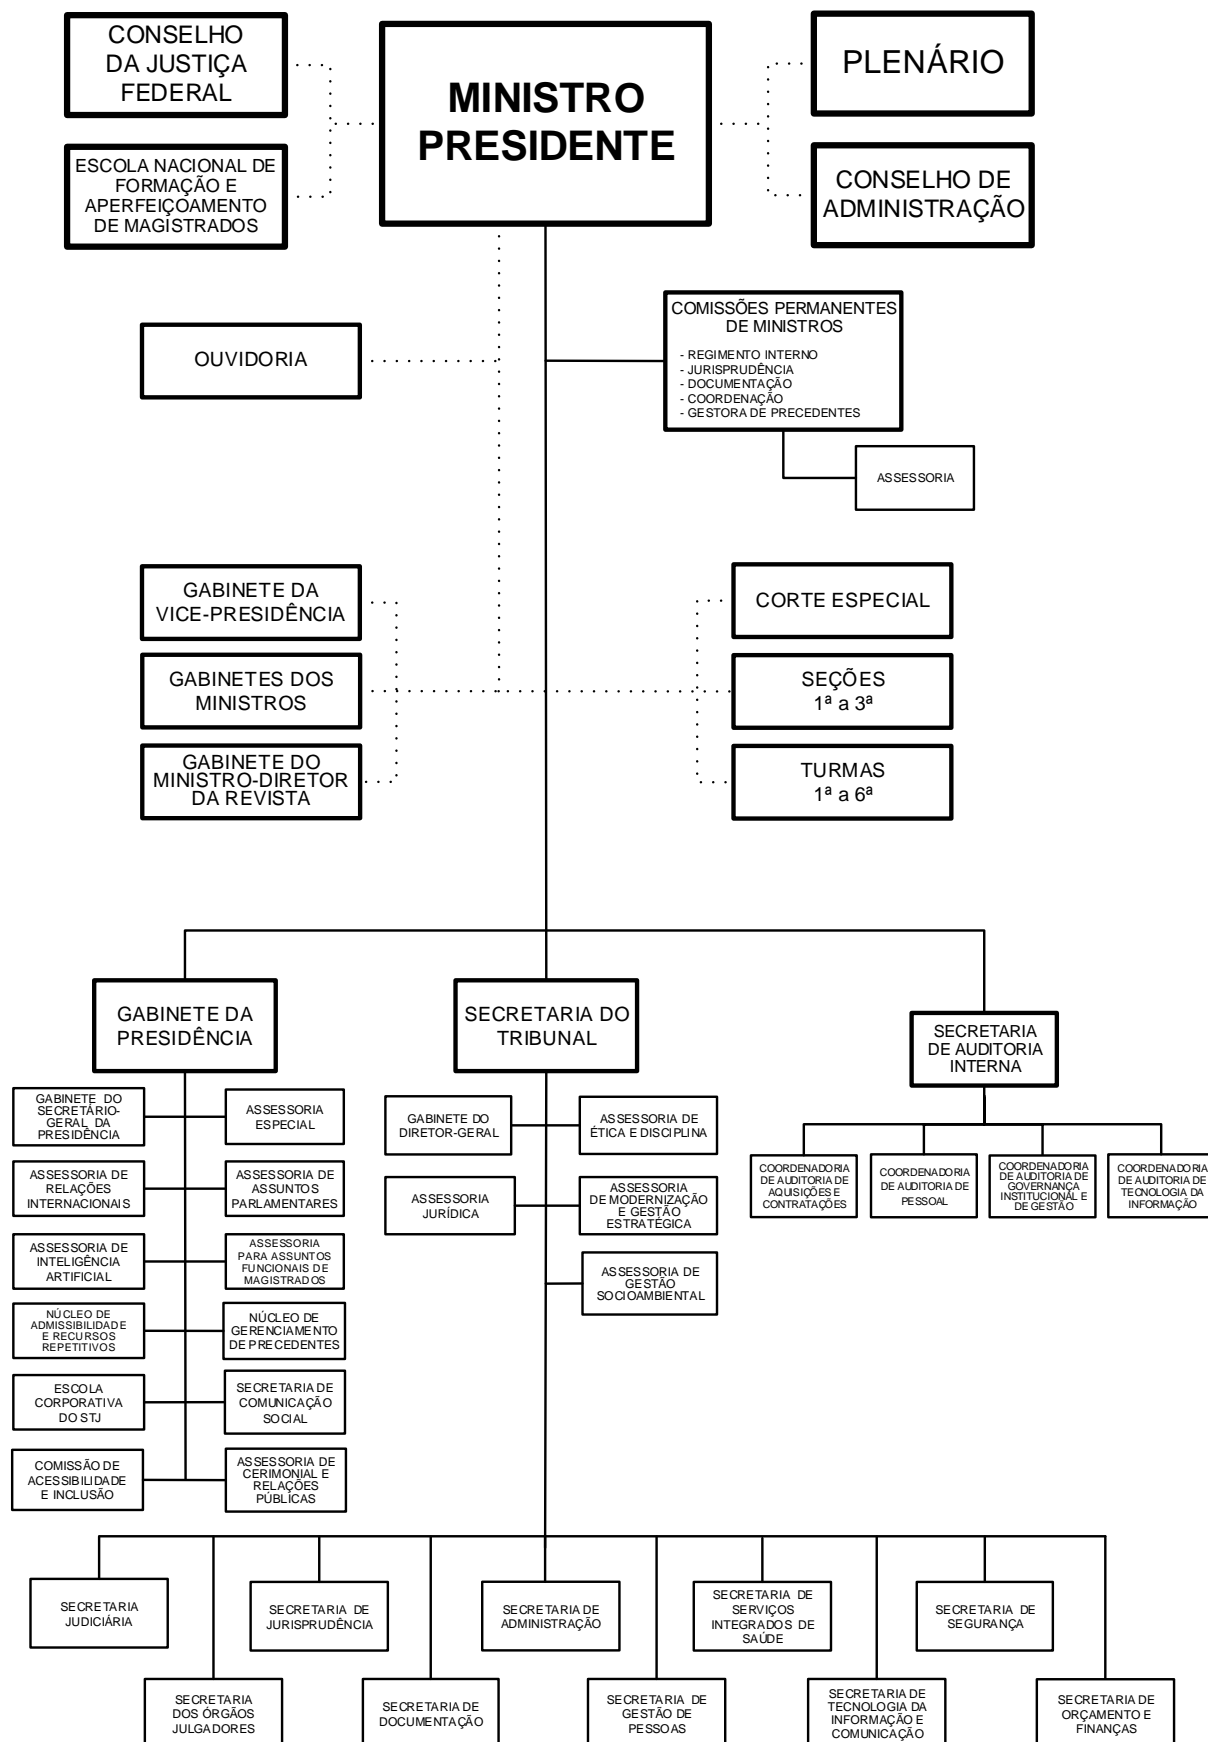 CONSELHO
DA JUSTIÇA
FEDERAL
MINISTRO
PRESIDENTE
PLENÁRIO
ESCOLA NACIONAL DE
FORMAÇÃO E
APERFEIÇOAMENTO
DE MAGISTRADOS
CONSELHO DE
ADMINISTRAÇÃO
OUVIDORIA
COMISSÕES PERMANENTES
DE MINISTROS
- REGIMENTO INTERNO
- JURISPRUDÊNCIA
- DOCUMENTAÇÃO
- COORDENAÇÃO
- GESTORA DE PRECEDENTES
ASSESSORIA
GABINETE DA
VICE-PRESIDÊNCIA
CORTE ESPECIAL
GABINETES DOS
MINISTROS
SEÇÕES
1ª a 3ª
GABINETE DO
MINISTRO-DIRETOR
DA REVISTA
TURMAS
1ª a 6ª
GABINETE DA
PRESIDÊNCIA
SECRETARIA DO
TRIBUNAL
SECRETARIA
DE AUDITORIA
INTERNA
GABINETE DO
SECRETÁRIO-
GERAL DA
PRESIDÊNCIA
ASSESSORIA
ESPECIAL
ASSESSORIA DE
RELAÇÕES
INTERNACIONAIS
ASSESSORIA DE
ASSUNTOS
PARLAMENTARES
ASSESSORIA DE
INTELIGÊNCIA
ARTIFICIAL
ASSESSORIA
PARA ASSUNTOS
FUNCIONAIS DE
MAGISTRADOS
NÚCLEO DE
ADMISSIBILIDADE
E RECURSOS
REPETITIVOS
NÚCLEO DE
GERENCIAMENTO
DE PRECEDENTES
ESCOLA
CORPORATIVA
DO STJ
SECRETARIA DE
COMUNICAÇÃO
SOCIAL
COMISSÃO DE
ACESSIBILIDADE
E INCLUSÃO
ASSESSORIA DE
CERIMONIAL E
RELAÇÕES
PÚBLICAS
GABINETE DO
DIRETOR-GERAL
ASSESSORIA DE
ÉTICA E DISCIPLINA
ASSESSORIA
JURÍDICA
ASSESSORIA
DE MODERNIZAÇÃO
E GESTÃO
ESTRATÉGICA
ASSESSORIA DE
GESTÃO
SOCIOAMBIENTAL
COORDENADORIA
DE AUDITORIA DE
AQUISIÇÕES E
CONTRATAÇÕES
COORDENADORIA
DE AUDITORIA DE
PESSOAL
COORDENADORIA
DE AUDITORIA DE
GOVERNANÇA
INSTITUCIONAL E
DE GESTÃO
COORDENADORIA
DE AUDITORIA DE
TECNOLOGIA DA
INFORMAÇÃO
SECRETARIA
JUDICIÁRIA
SECRETARIA DE
JURISPRUDÊNCIA
SECRETARIA DE
ADMINISTRAÇÃO
SECRETARIA DE
SERVIÇOS
INTEGRADOS DE
SAÚDE
SECRETARIA DE
SEGURANÇA
SECRETARIA
DOS ÓRGÃOS
JULGADORES
SECRETARIA DE
DOCUMENTAÇÃO
SECRETARIA DE
GESTÃO DE
PESSOAS
SECRETARIA DE
TECNOLOGIA DA
INFORMAÇÃO E
COMUNICAÇÃO
SECRETARIA DE
ORÇAMENTO E
FINANÇAS